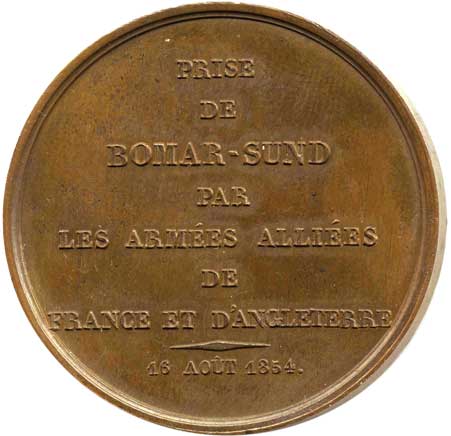 PRISE
DE
BOMAR-SUND
PAR
LES ARMÉES ALLIÉES
DE
FRANCE ET D'ANGLETERRE
16 AOÛT 1854.